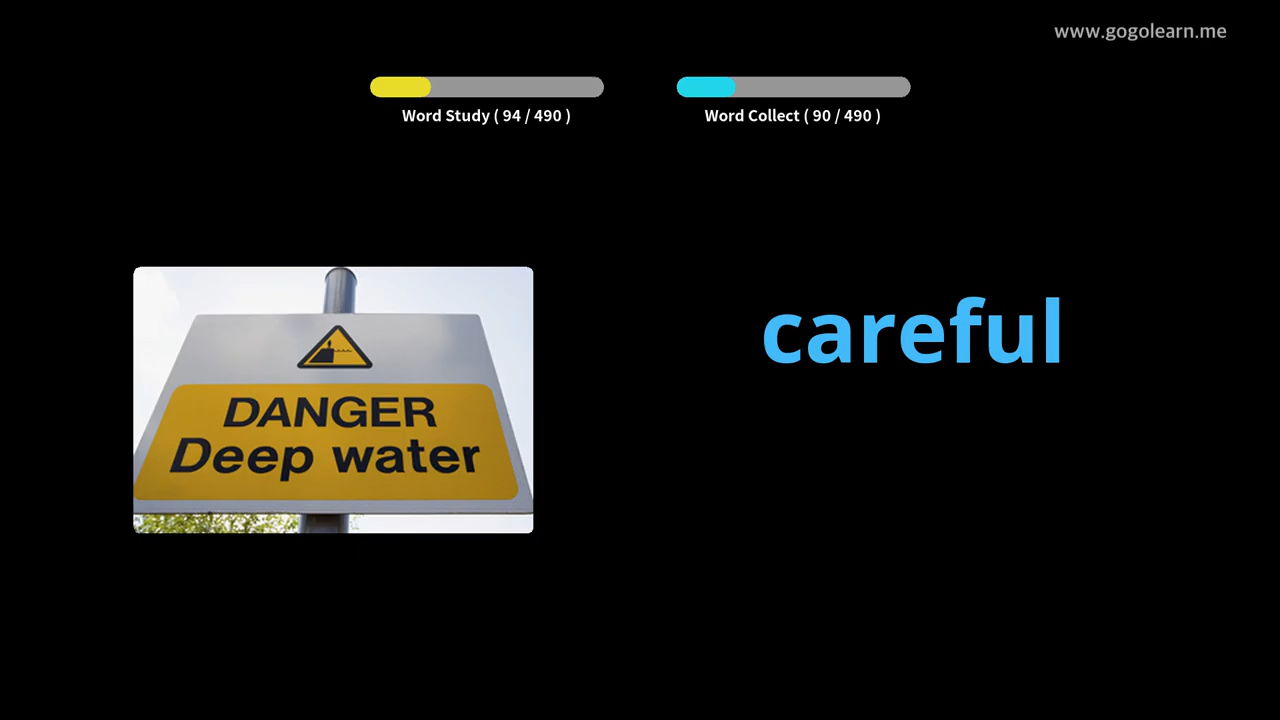 www.gogolearn.me
Word Study ( 94 / 490 )
Word Collect ( 90 / 490 )
careful
DANGER
Deep water